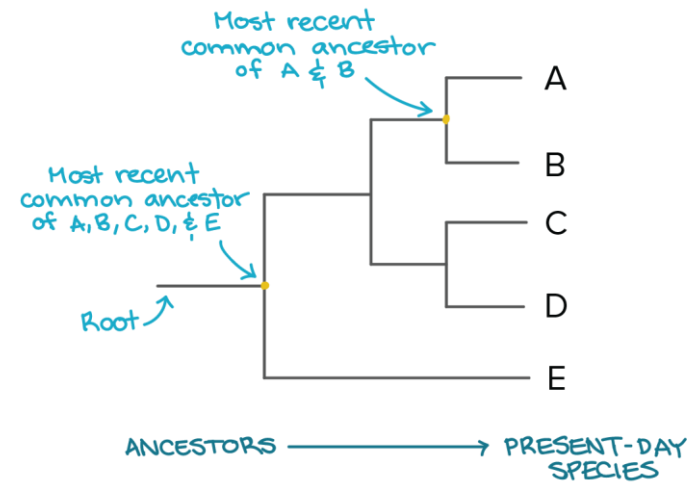 Most recent
common ancestor
of A & B
A
B
Most recent
common ancestor
of A, B, C, D, & E
C
Root
D
E
ANCESTORS
PRESENT-DAY
SPECIES